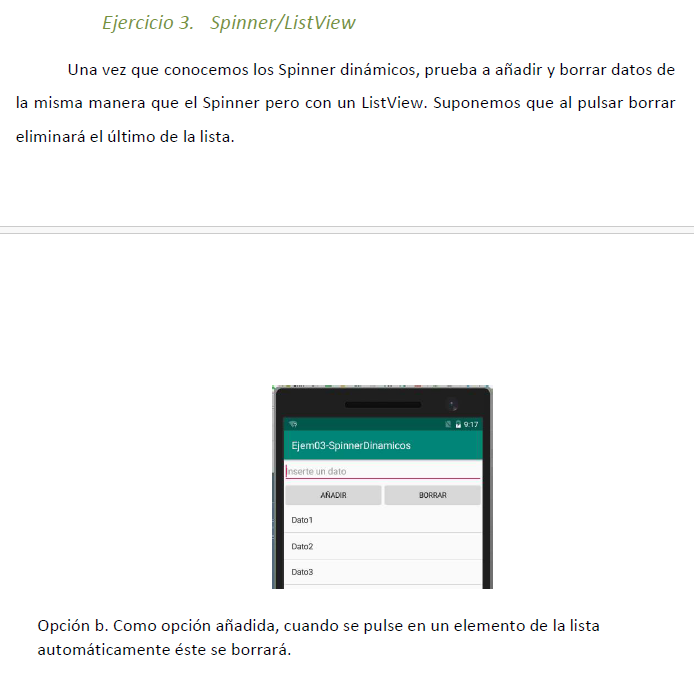 Ejercicio 3. Spinner/ListView
Una vez que conocemos los Spinner dinámicos, prueba a añadir y borrar datos de
la misma manera que el Spinner pero con un ListView. Suponemos que al pulsar borrar
eliminará el último de la lista.
9:17
Ejem03-SpinnerDinamicos
Inserte un dato
AÑADIR BORRAR
Dato1
Dato2
Dato3
Opción b. Como opción añadida, cuando se pulse en un elemento de la lista
automáticamente éste se borrará.